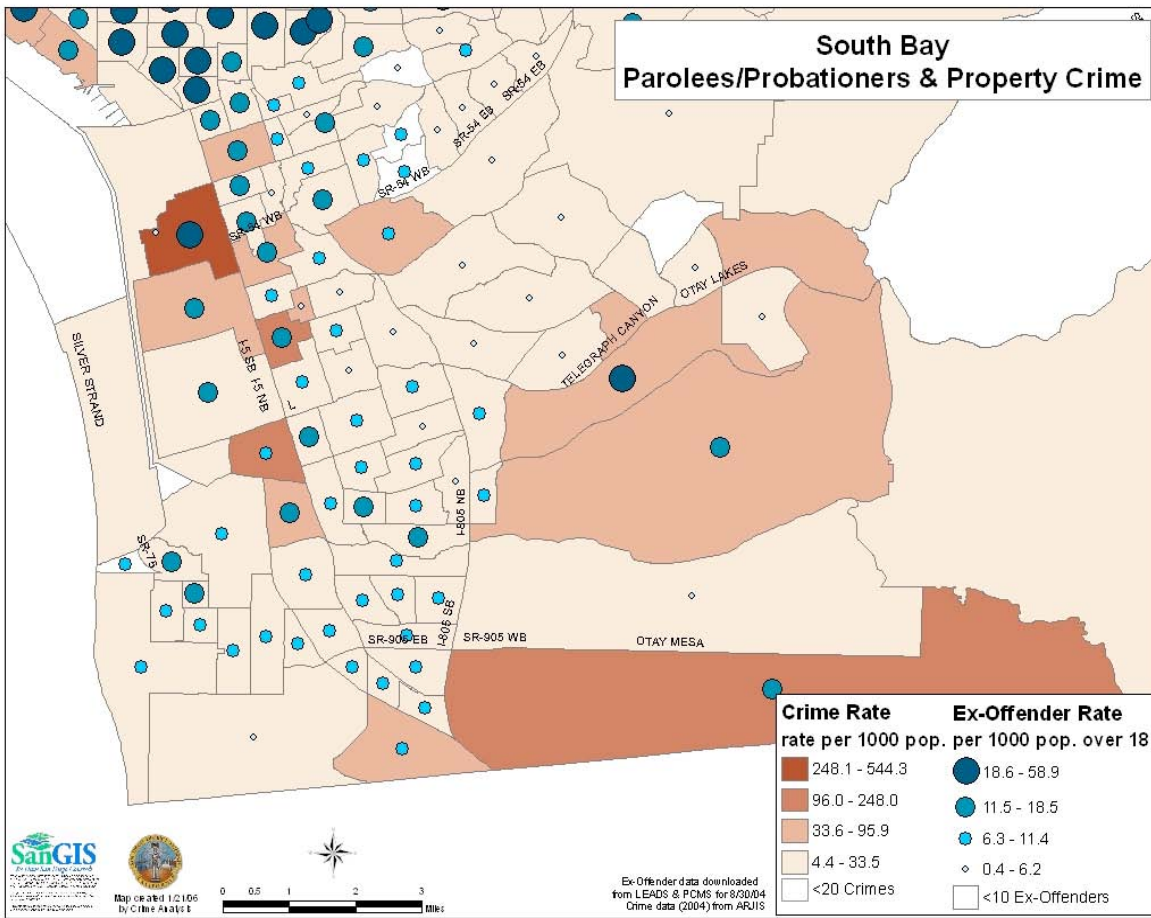 South Bay
Parolees/Probationers & Property Crime
SR-54 EB
SR-54 EB
SR-54 WB
SR-54 WB
OTAY LAKES
TELEGRAPH CANYON
SILVER STRAND
I-5 SB
I-5 NB
L
I-805 NB
SR-75
I-805 SB
SR-905 EB
SR-905 WB
OTAY MESA
Crime Rate
rate per 1000 pop.
248.1 - 544.3
96.0 - 248.0
33.6 - 95.9
4.4 - 33.5
<20 Crimes
Ex-Offender Rate
per 1000 pop. over 18
18.6 - 58.9
11.5 - 18.5
6.3 - 11.4
0.4 - 6.2
<10 Ex-Offenders
SanGIS
Map created 1/21/06
by Crime Analysis
0 0.5 1 2 3
Miles
Ex-Offender data downloaded
from LEADS & PCMS for 8/30/04
Crime data (2004) from ARJIS